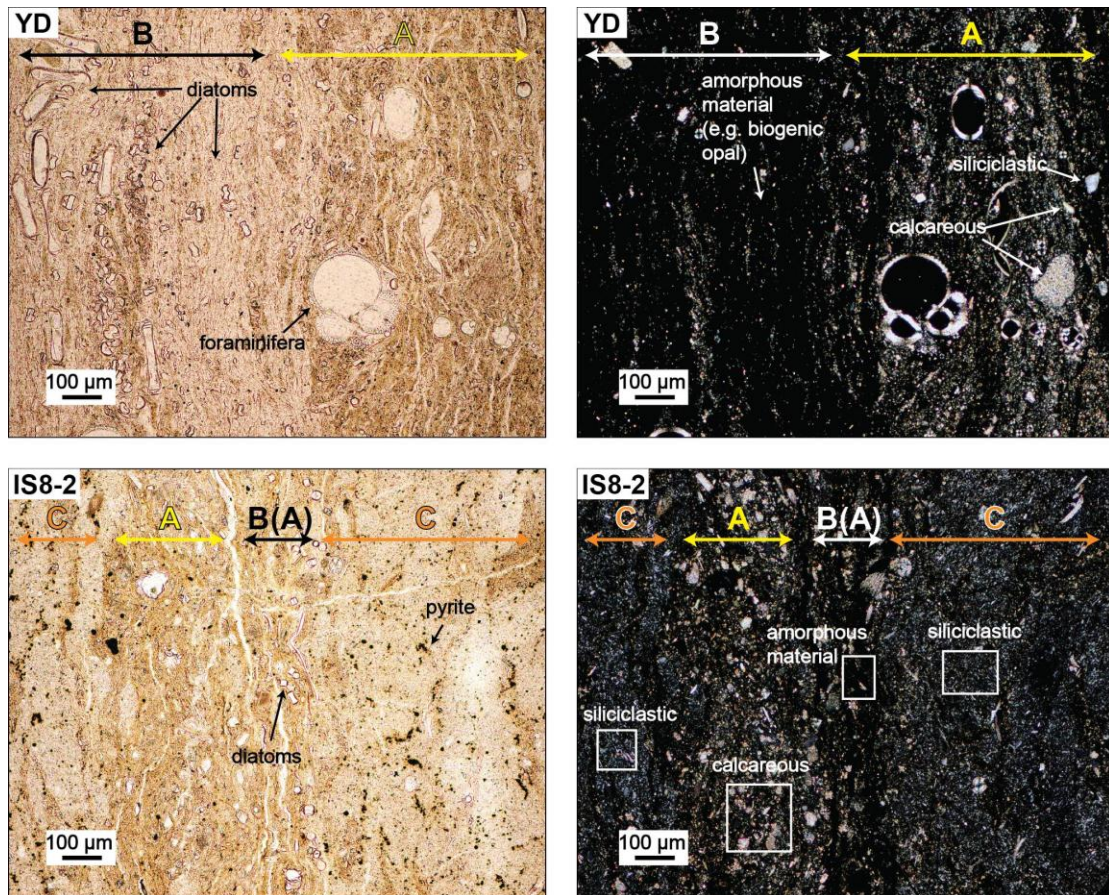 YD
B
A
diatoms
foraminifera
100 µm
YD
B
A
amorphous
material
(e.g. biogenic
opal)
siliciclastic
calcareous
100 µm
IS8-2
C
A
B(A)
C
pyrite
diatoms
100 µm
IS8-2
C
A
B(A)
C
amorphous
material
siliciclastic
siliciclastic
calcareous
100 µm